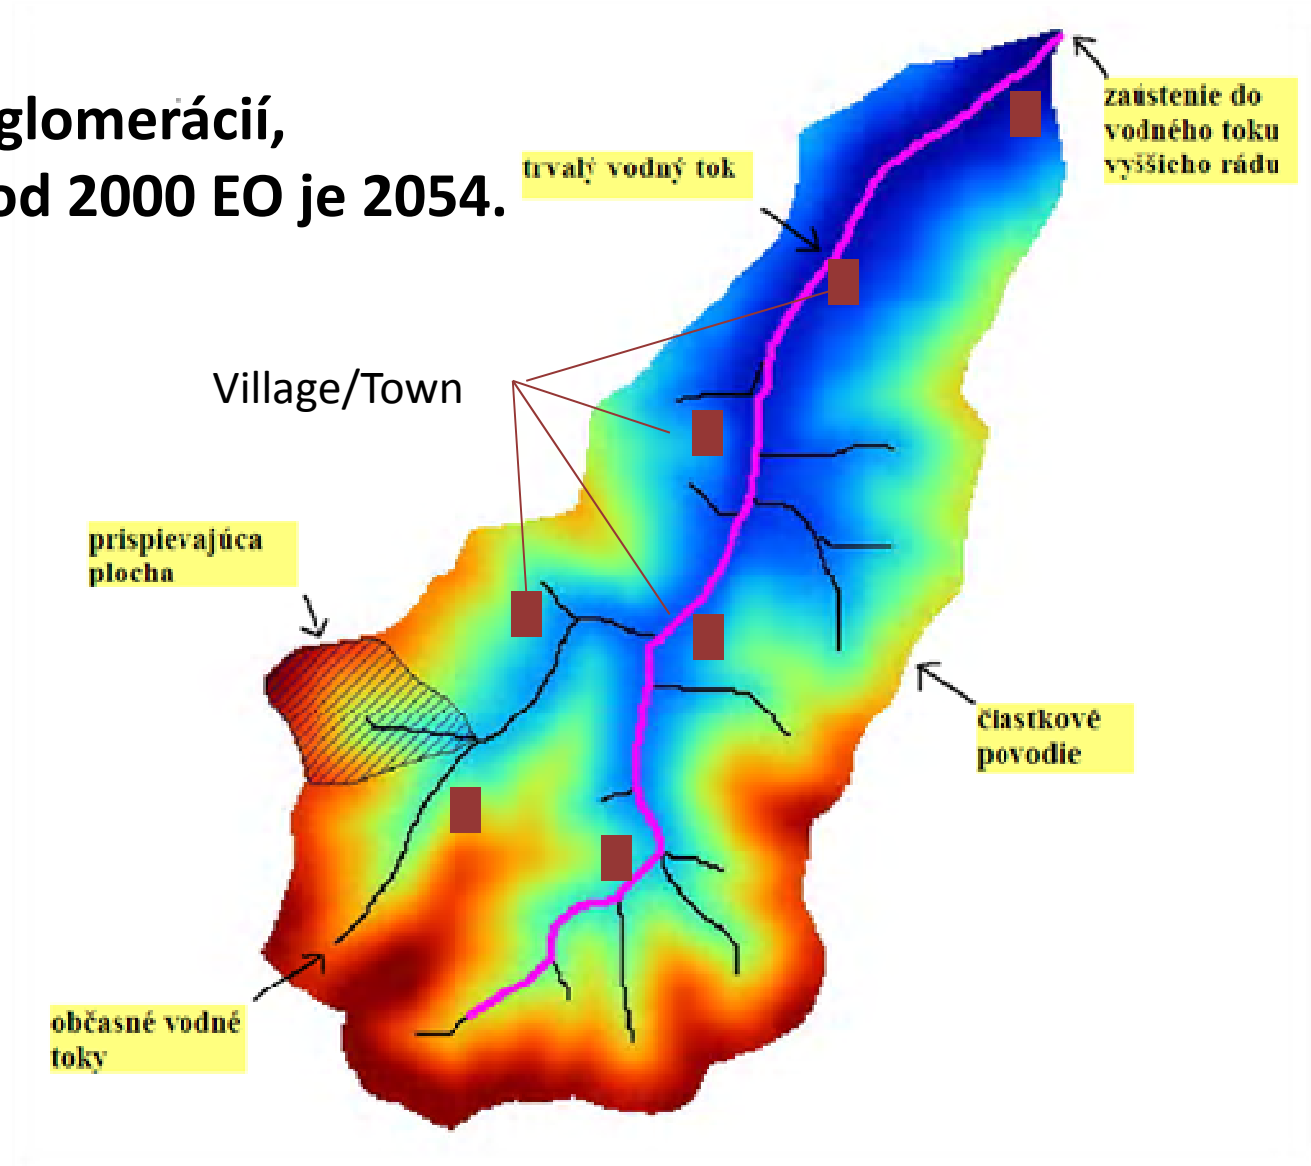 glomerácií,
od 2000 EO je 2054.
trvalý vodný tok
zaústenie do
vodného toku
vyššicho rádu
Village/Town
prispievajúca
plocha
čiastkové
povodie
občasné vodné
toky